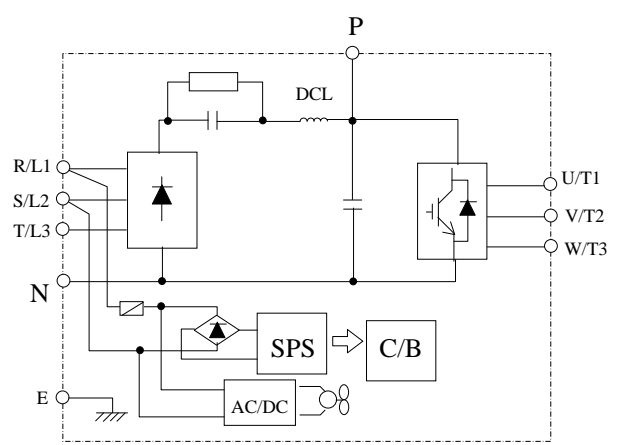 P
DCL
R/L1
U/T1
S/L2
V/T2
T/L3
W/T3
N
SPS
C/B
E
AC/DC